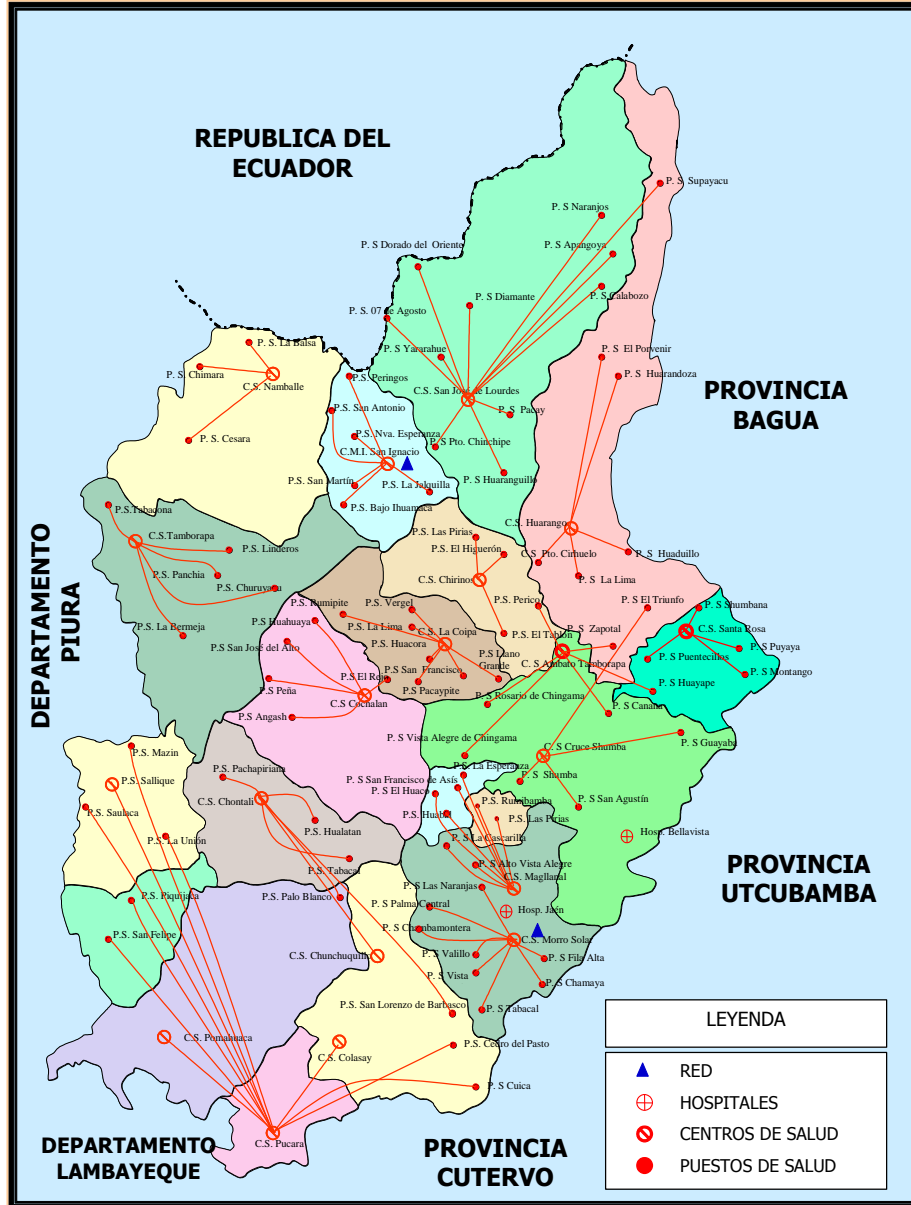 REPUBLICA DEL
ECUADOR
P. S Supayacu
P. S Naranjos
P. S Dorado del Oriente
P. S Apangoya
P. S Diamante
P. S Calabozo
P. S. 07 de Agosto
P. S. La Balsa
P. S Yararahue
P. S El Porvenir
P. S. Chimara
P.S. Peringos
P. S Huarandoza
C.S. Namballe
C.S. San José de Lourdes
PROVINCIA
BAGUA
P.S. San Antonio
P. S Pacay
P. S. Cesara
P.S. Nva. Esperanza
P. S Pto. Chinchipe
C.M.I. San Ignacio
P.S. San Martín
P.S. La Jalquilla
P. S Huaranguillo
P.S. Bajo Ihuamaca
P.S.Tabacona
C.S. Huarango
C.S.Tamborapa
P.S. Las Pirias
P.S. Linderos
P.S. El Higuerón
C. S Pto. Cirhuelo
P. S Huaduillo
P.S. Panchia
C.S. Chirinos
P. S La Lima
P.S. Churuyacu
DEPARTAMENTO
PIURA
P.S. Rumipite
P.S. Vergel
P.S. Perico
P. S El Triunfo
P. S Shumbana
P.S Huahuaya
P.S. La Lima
C.S. La Coipa
P.S. El Tablón
P. S Zapotal
C.S. Santa Rosa
P.S. La Bermeja
P.S. Huacora
P.S San José del Alto
P.S Llano
Grande
P. S Puentecillos
P. S Puyaya
P.S El Rejo
P.S San Francisco
C. S Ambato Tamborapa
P. S Montango
P.S Peña
P.S Pacaypite
P. S Huayape
C.S Cochalan
P. S Rosario de Chingama
P.S Angash
P. S Canana
P. S Vista Alegre de Chingama
P. S Guayaba
P.S. Mazin
C. S Cruce Shumba
P.S. La Esperanza
P.S. Pachapiriana
P. S San Francisco de Asís
P. S Shumba
P.S. Sallique
P. S El Huaco
P. S San Agustín
P.S. Saulaca
C.S. Chontali
P.S. Rumibamba
P.S. Las Pirias
P.S. Hualatan
P.S. La Unión
P. S La Cascarilla
Hosp. Bellavista
P.S. Tabacal
P. S Alto Vista Alegre
C.S. Magllanal
PROVINCIA
UTCUBAMBA
P.S. Piquijaca
P.S. Palo Blanco
P. S Las Naranjas
P. S Palma Central
Hosp. Jaén
P. S Chambamontera
P.S. San Felipe
C.S. Morro Solar
C.S. Chunchuquillo
P. S Valillo
P. S Fila Alta
P. S Vista
P. S Chamaya
P.S. San Lorenzo de Barbasco
P. S Tabacal
C.S. Pomahuaca
P.S. Cedro del Pasto
C.S. Colasay
P. S Cuica
C.S. Pucara
DEPARTAMENTO
LAMBAYEQUE
PROVINCIA
CUTERVO
LEYENDA
RED
HOSPITALES
CENTROS DE SALUD
PUESTOS DE SALUD